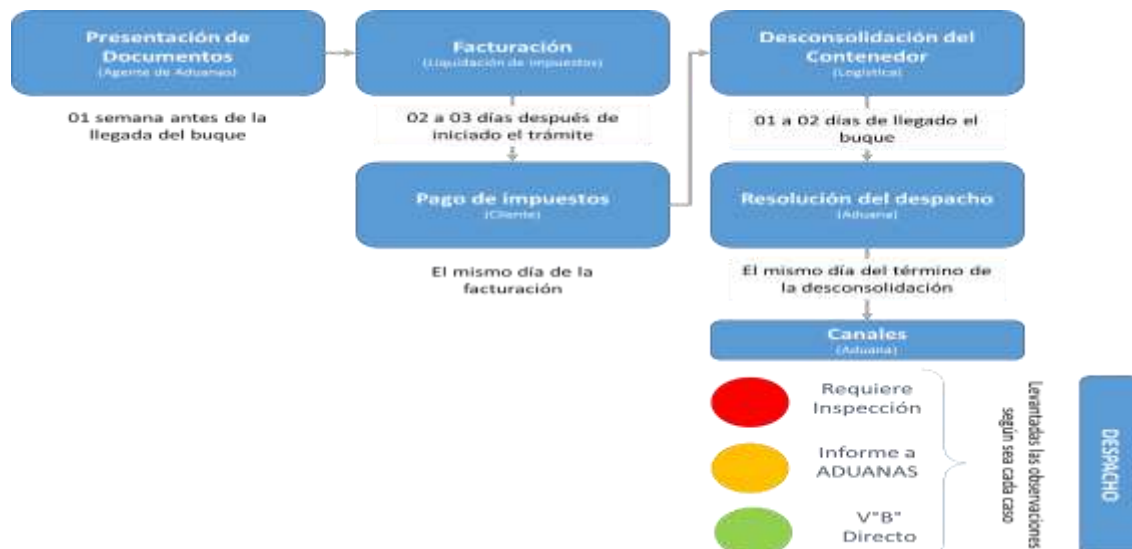 Presentación de
Documentos
(Agente de Aduanas)
01 semana antes de la
llegada del buque
Facturación
(Liquidación de Impuestos)
02 a 03 días después de
iniciado el trámite
Pago de impuestos
(Cliente)
El mismo día de la
facturación
Desconsolidación del
Contenedor
(Logística)
01 a 02 días de llegado el
buque
Resolución del despacho
(Aduana)
El mismo día del término de
la desconsolidación
Canales
(Aduana)
Requiere
Inspección
Informe a
ADUANAS
V"B"
Directo
Levantadas las observaciones
según sea cada caso
DESPACHO